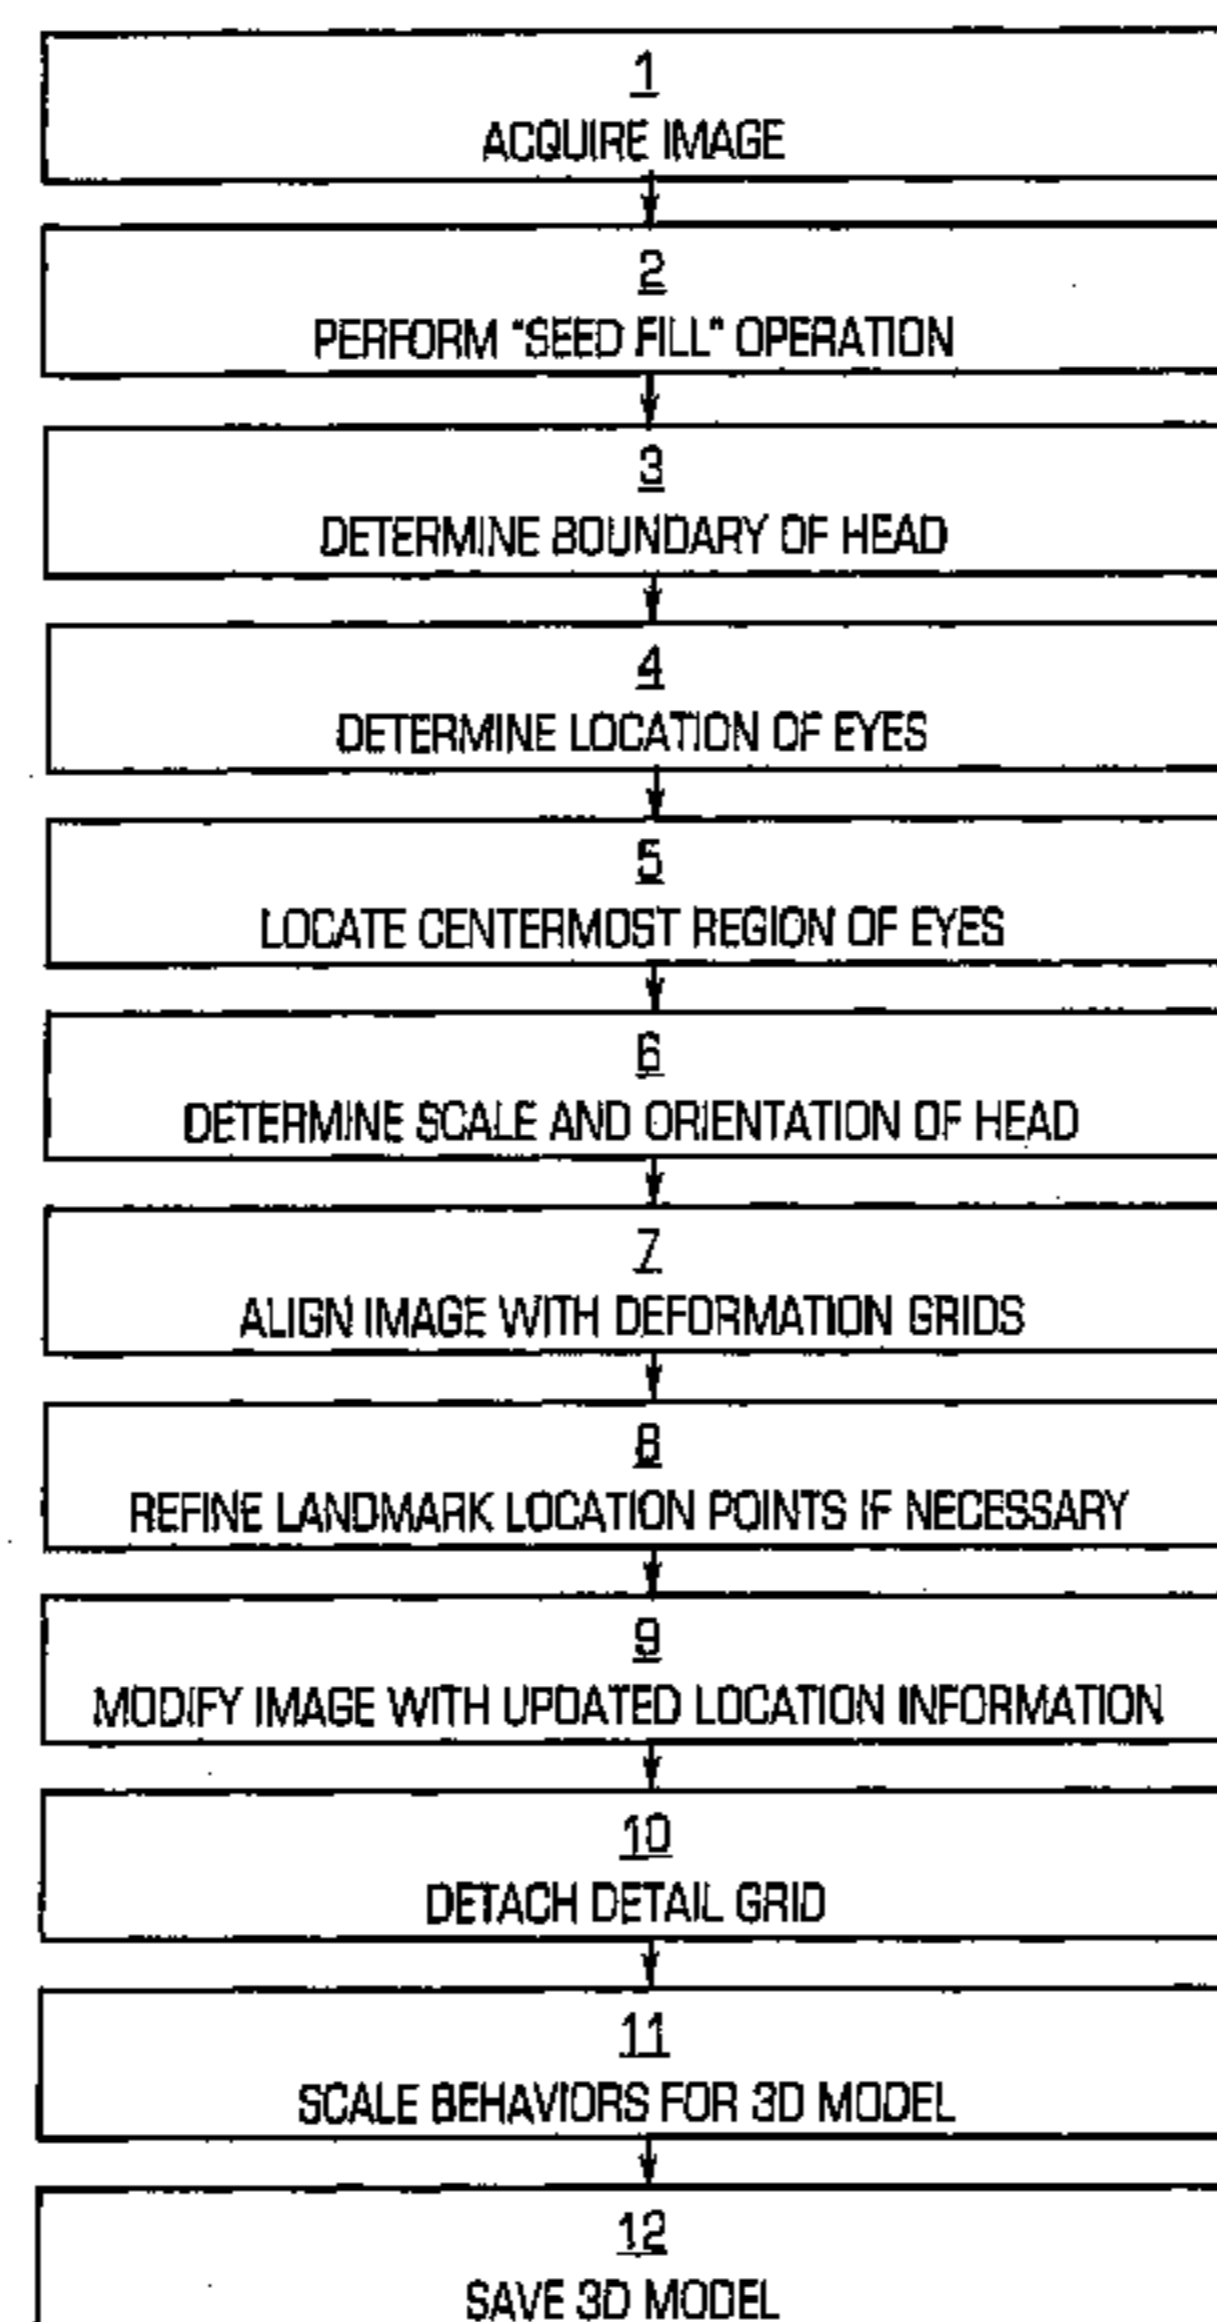 1
ACQUIRE IMAGE
2
PERFORM "SEED FILL" OPERATION
3
DETERMINE BOUNDARY OF HEAD
4
DETERMINE LOCATION OF EYES
5
LOCATE CENTERMOST REGION OF EYES
6
DETERMINE SCALE AND ORIENTATION OF HEAD
7
ALIGN IMAGE WITH DEFORMATION GRIDS
8
REFINE LANDMARK LOCATION POINTS IF NECESSARY
9
MODIFY IMAGE WITH UPDATED LOCATION INFORMATION
10
DETACH DETAIL GRID
11
SCALE BEHAVIORS FOR 3D MODEL
12
SAVE 3D MODEL